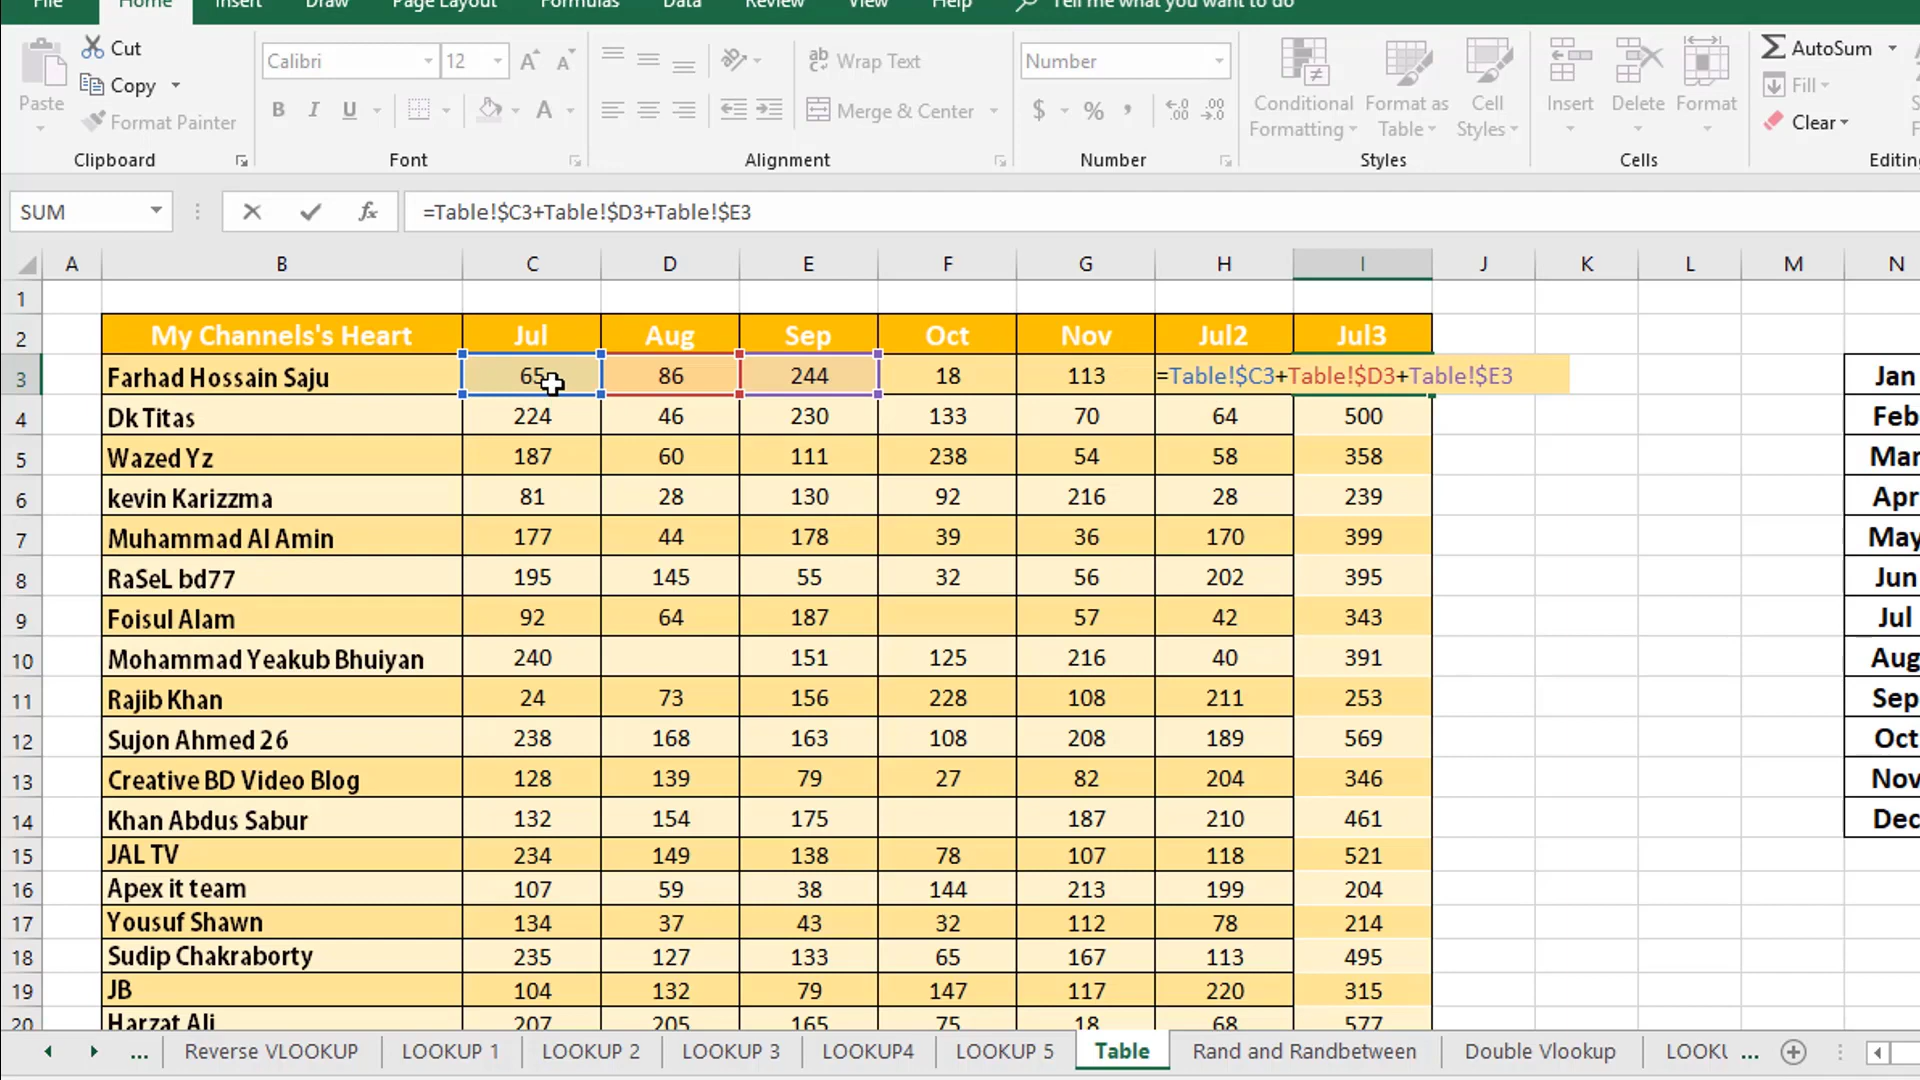 File Home Insert Draw Page Layout Formulas Data Review View Help Tell me what you want to do
Cut
Copy
Format Painter
Paste
Clipboard
Calibri 12
B I U
Font
Wrap Text
Merge & Center
Alignment
Number
$ %
Number
Conditional Formatting
Format as Table
Cell Styles
Styles
Insert Delete Format
Cells
AutoSum
Fill
Clear
Editing
SUM fx =Table!$C3+Table!$D3+Table!$E3
A B C D E F G H I J K L M N
1
2 My Channels's Heart Jul Aug Sep Oct Nov Jul2 Jul3
3 Farhad Hossain Saju 65 86 244 18 113 =Table!$C3+Table!$D3+Table!$E3 Jan
4 Dk Titas 224 46 230 133 70 64 500 Feb
5 Wazed Yz 187 60 111 238 54 58 358 Mar
6 kevin Karizzma 81 28 130 92 216 28 239 Apr
7 Muhammad Al Amin 177 44 178 39 36 170 399 May
8 RaSeL bd77 195 145 55 32 56 202 395 Jun
9 Foisul Alam 92 64 187 57 42 343 Jul
10 Mohammad Yeakub Bhuiyan 240 151 125 216 40 391 Aug
11 Rajib Khan 24 73 156 228 108 211 253 Sep
12 Sujon Ahmed 26 238 168 163 108 208 189 569 Oct
13 Creative BD Video Blog 128 139 79 27 82 204 346 Nov
14 Khan Abdus Sabur 132 154 175 187 210 461 Dec
15 JAL TV 234 149 138 78 107 118 521
16 Apex it team 107 59 38 144 213 199 204
17 Yousuf Shawn 134 37 43 32 112 78 214
18 Sudip Chakraborty 235 127 133 65 167 113 495
19 JB 104 132 79 147 117 220 315
20 Harzat Ali 207 205 165 75 18 68 577
... Reverse VLOOKUP LOOKUP 1 LOOKUP 2 LOOKUP 3 LOOKUP4 LOOKUP 5 Table Rand and Randbetween Double Vlookup LOOKU ...